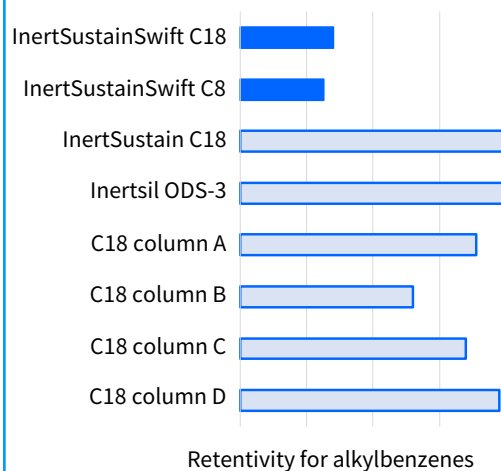 InertSustainSwift C18
InertSustainSwift C8
InertSustain C18
Inertsil ODS-3
C18 column A
C18 column B
C18 column C
C18 column D
Retentivity for alkylbenzenes